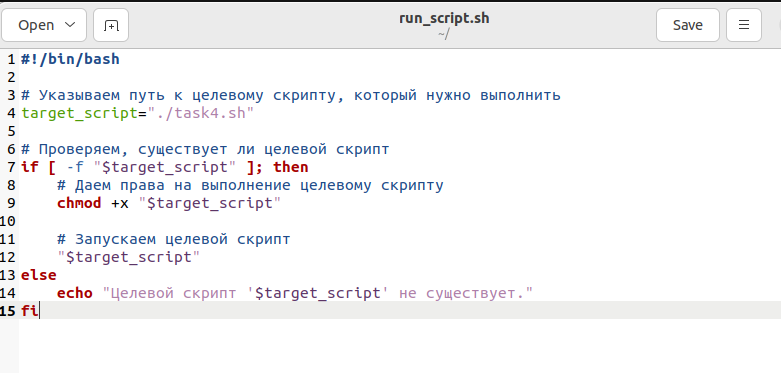 Open
run_script.sh
~/
Save
1 #!/bin/bash
2
3 # Указываем путь к целевому скрипту, который нужно выполнить
4 target_script="./task4.sh"
5
6 # Проверяем, существует ли целевой скрипт
7 if [ -f "$target_script" ]; then
8     # Даем права на выполнение целевому скрипту
9     chmod +x "$target_script"
10
11     # Запускаем целевой скрипт
12     "$target_script"
13 else
14     echo "Целевой скрипт '$target_script' не существует."
15 fi